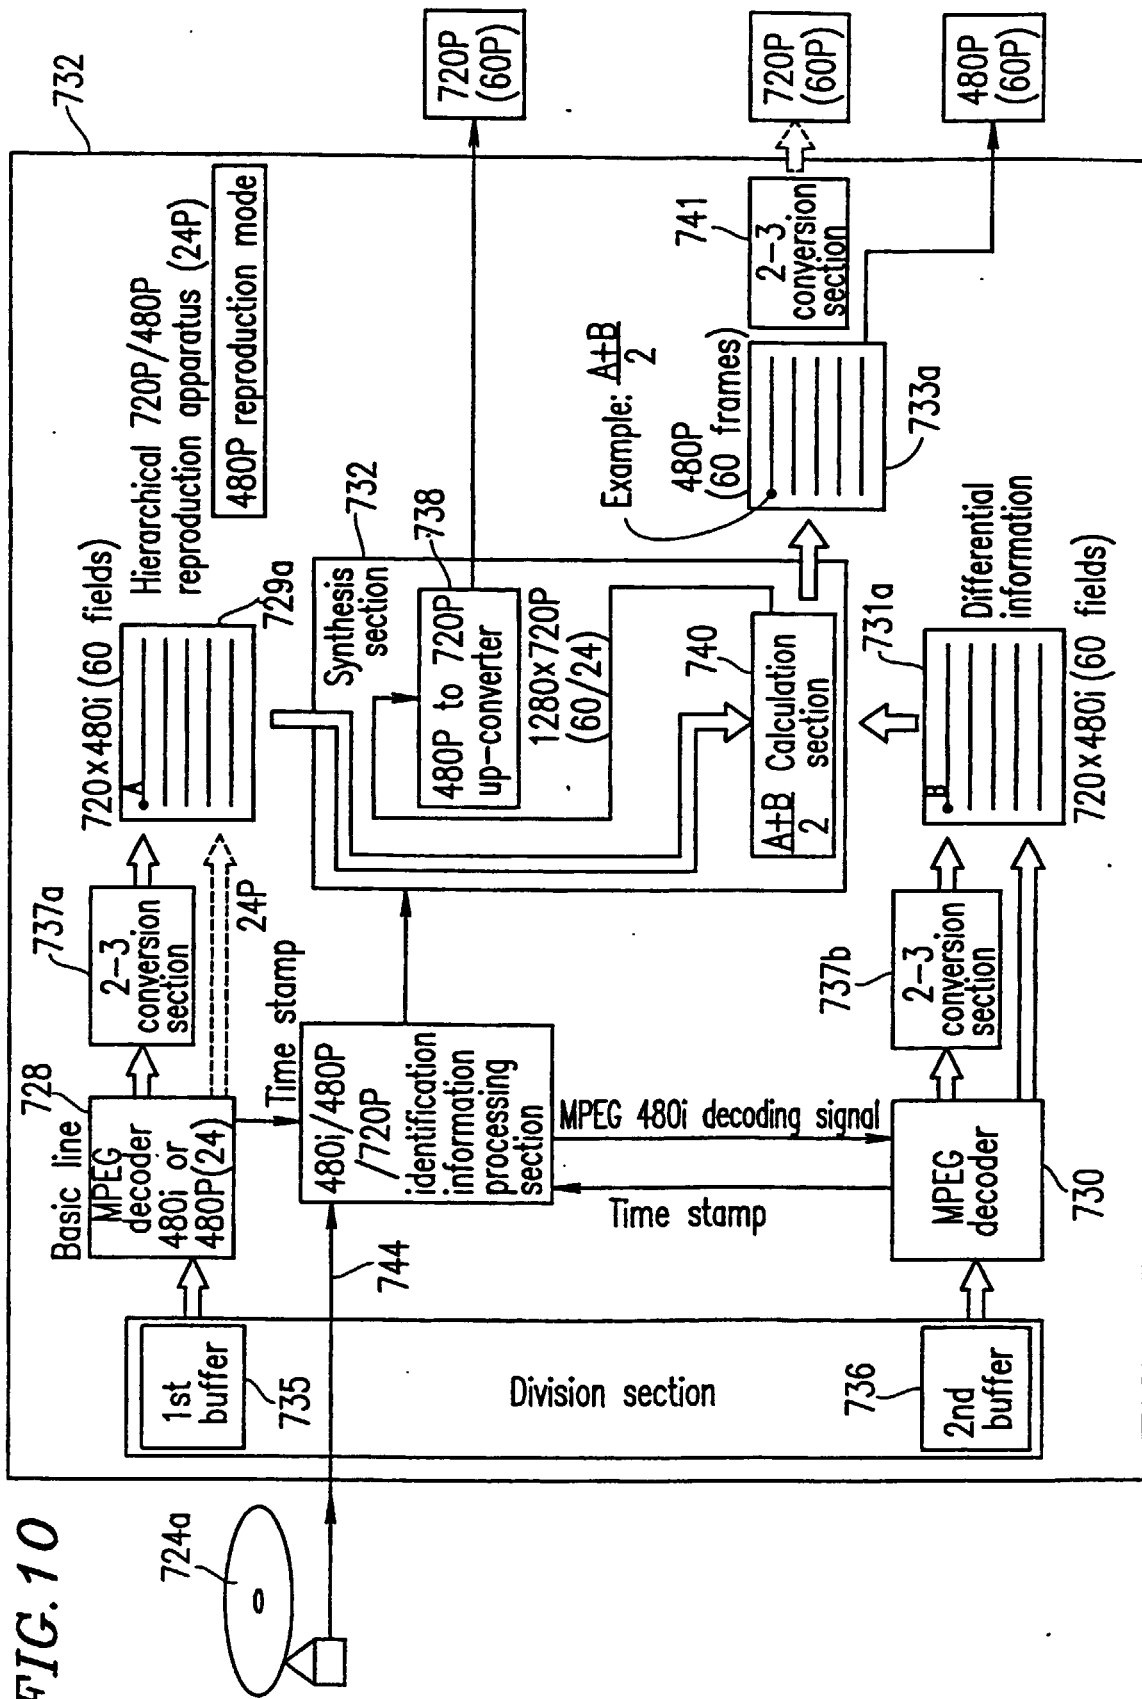 FIG. 10
724a
732
Hierarchical 720P/480P
reproduction apparatus (24P)
480P reproduction mode
1st
buffer
735
Division section
736
2nd
buffer
744
Basic line
728
MPEG
decoder
480i or
480P(24)
737a
2-3
conversion
section
24P
Time stamp
720x480i (60 fields)
A
729a
480i/480P
/720P
identification
information
processing
section
MPEG 480i decoding signal
Time stamp
MPEG
decoder
730
737b
2-3
conversion
section
Synthesis
section
732
738
480P to 720P
up-converter
1280x720P
(60/24)
740
A+B
2
Calculation
section
731a
B
Differential
information
720x480i (60 fields)
Example: A+B
2
480P
(60 frames)
733a
741
2-3
conversion
section
720P
(60P)
720P
(60P)
480P
(60P)